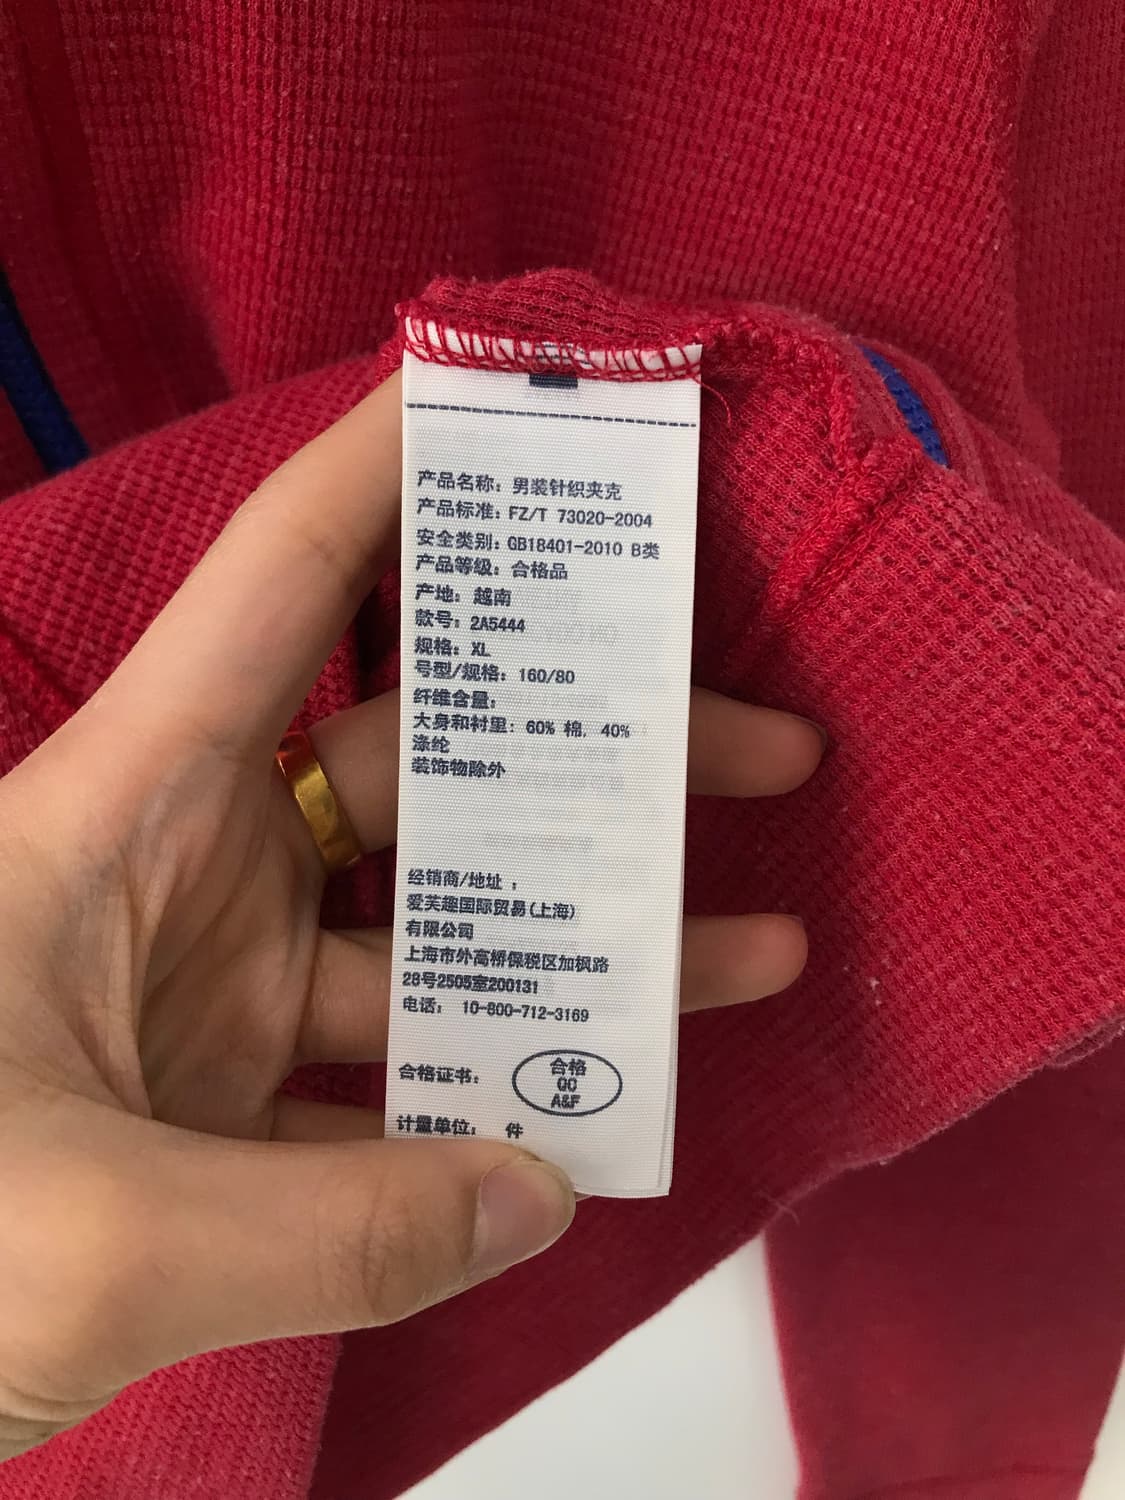 产品名称: 男装针织夹克
产品标准: FZ/T 73020-2004
安全类别: GB18401-2010 B类
产品等级: 合格品
产地: 越南
款号: 2A5444
规格: XL
号型/规格: 160/80
纤维含量:
大身和衬里: 60% 棉, 40%
涤纶
装饰物除外
经销商/地址 :
爱芙趣国际贸易(上海)
有限公司
上海市外高桥保税区加枫路
28号2505室200131
电话: 10-800-712-3169
合格证书:
合格
QC
A&F
计量单位: 件